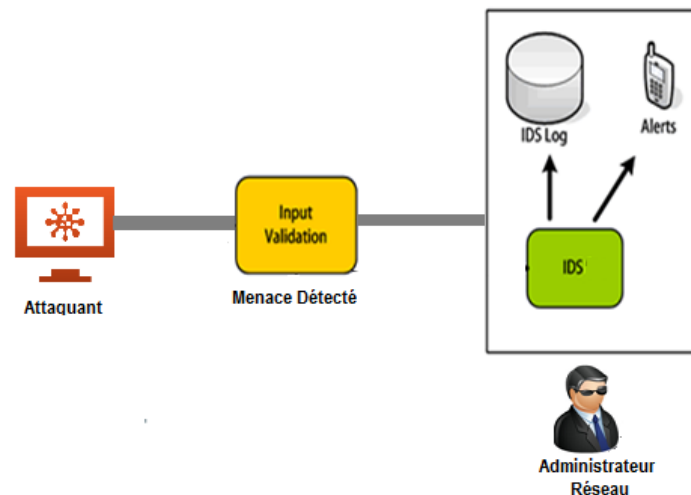 IDS Log
Alerts
Input
Validation
IDS
Attaquant
Menace Détecté
Administrateur
Réseau